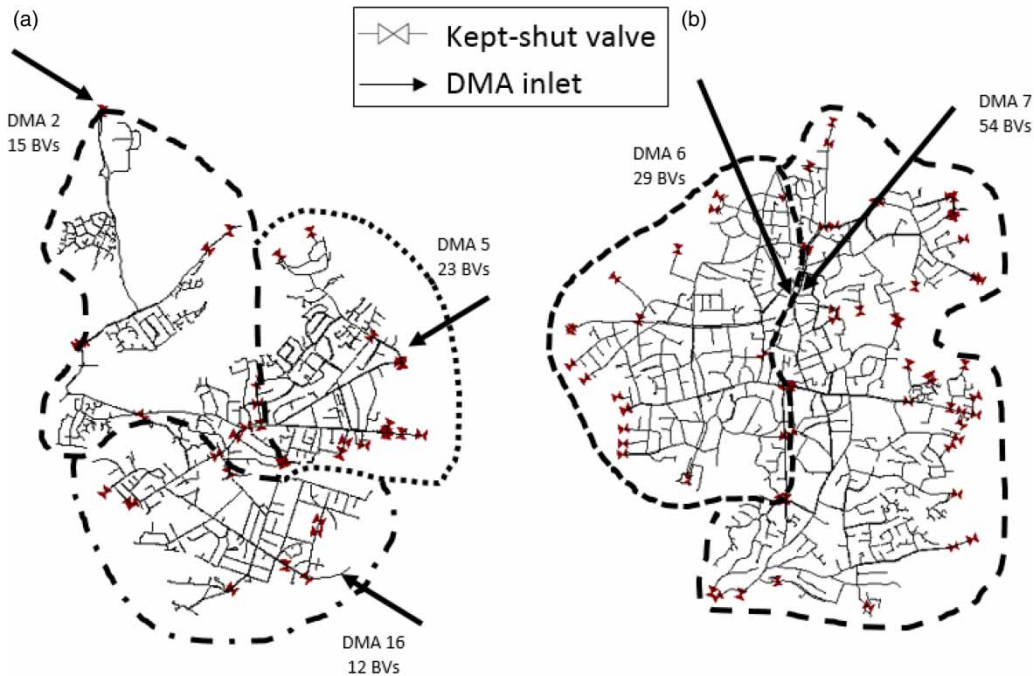 (a)
(b)
Kept-shut valve
DMA inlet
DMA 2
15 BVs
DMA 5
23 BVs
DMA 16
12 BVs
DMA 6
29 BVs
DMA 7
54 BVs